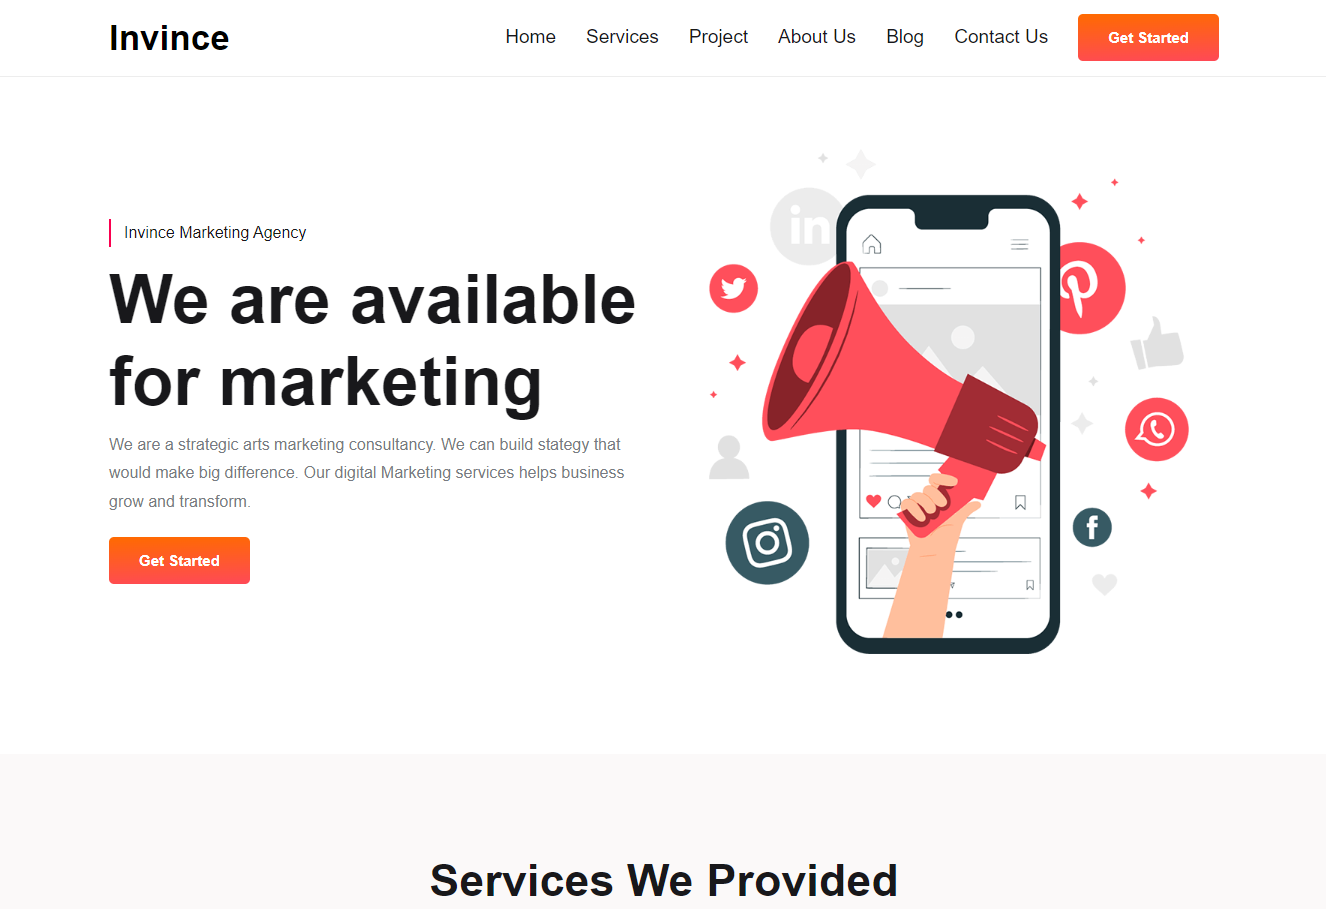 Invince
Home Services Project About Us Blog Contact Us Get Started
Invince Marketing Agency
We are available
for marketing
We are a strategic arts marketing consultancy. We can build stategy that
would make big difference. Our digital Marketing services helps business
grow and transform.
Get Started
in
Services We Provided